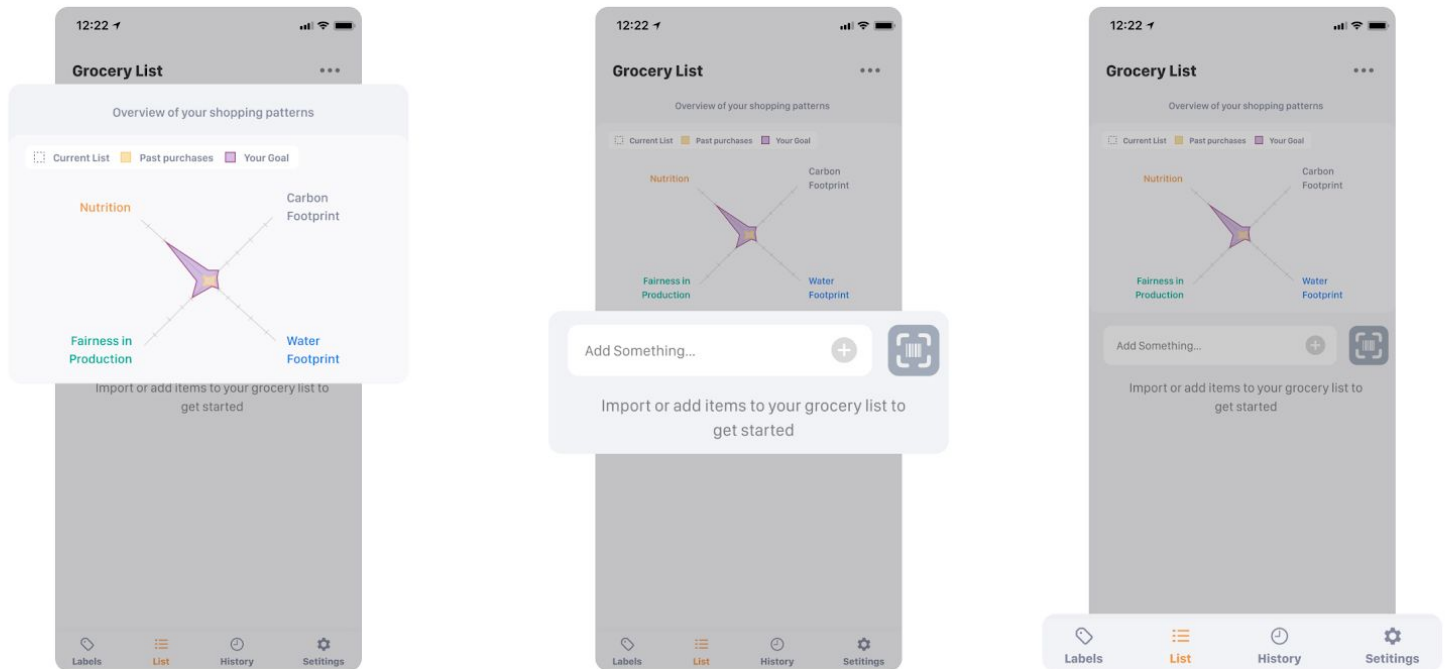 12:22
Grocery List
Overview of your shopping patterns
Current List Past purchases Your Goal
Nutrition
Carbon
Footprint
Fairness in
Production
Water
Footprint
Import or add items to your grocery list to
get started
Labels List History Setitings
12:22
Grocery List
Overview of your shopping patterns
Current List Past purchases Your Goal
Nutrition
Carbon
Footprint
Fairness in
Production
Water
Footprint
Add Something...
Import or add items to your grocery list to
get started
Labels List History Setitings
12:22
Grocery List
Overview of your shopping patterns
Current List Past purchases Your Goal
Nutrition
Carbon
Footprint
Fairness in
Production
Water
Footprint
Add Something...
Import or add items to your grocery list to
get started
Labels List History Setitings